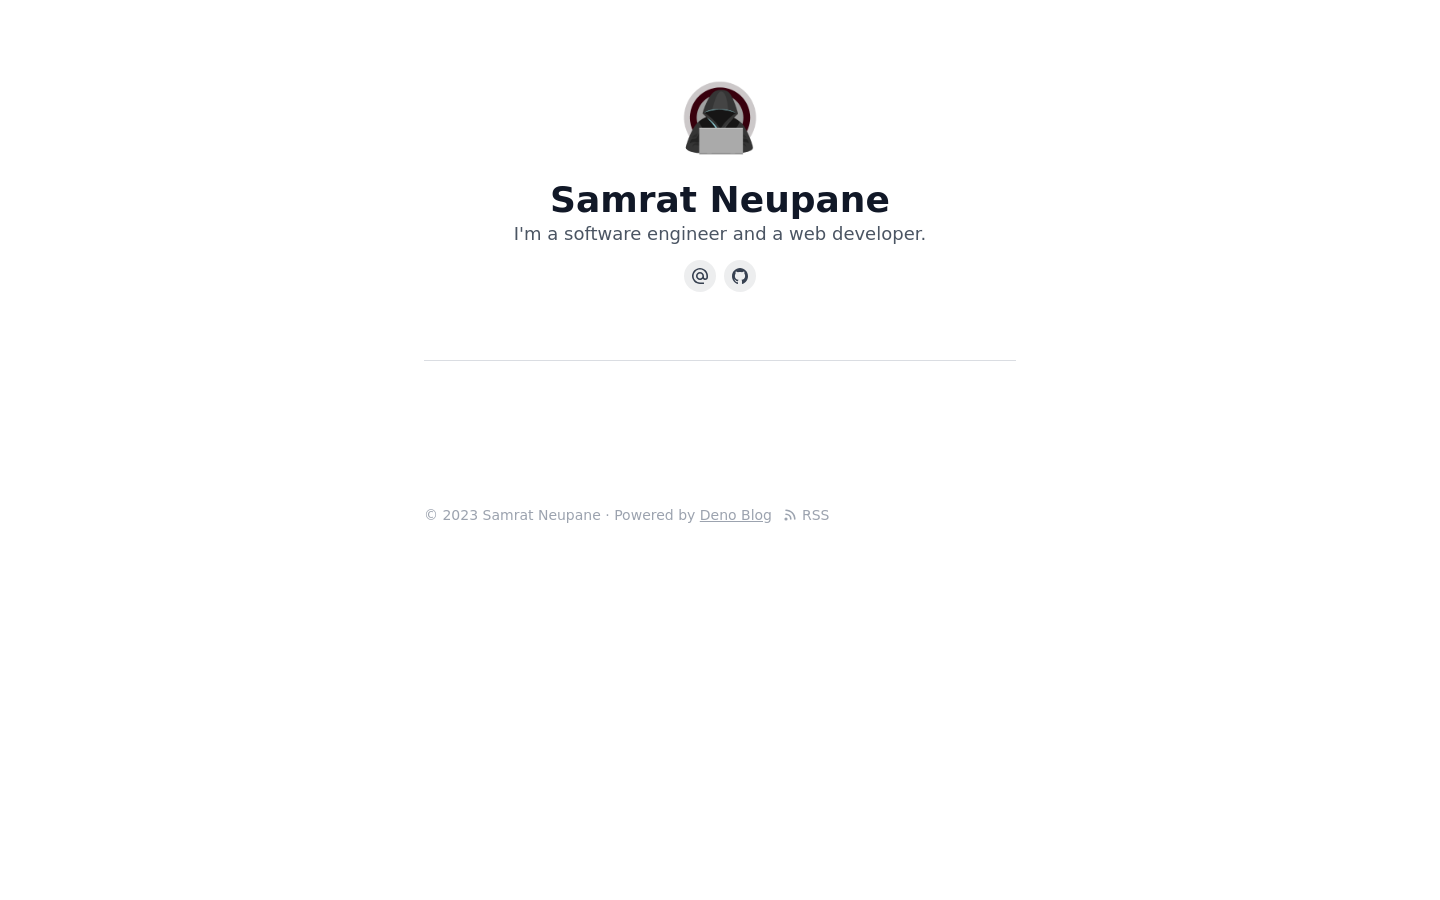 Samrat Neupane
I'm a software engineer and a web developer.
© 2023 Samrat Neupane · Powered by Deno Blog RSS